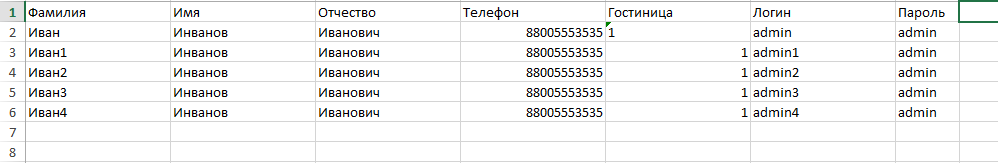 1 Фамилия Имя Отчество Телефон Гостиница Логин Пароль
2 Иван Инванов Иванович 88005553535 1 admin admin
3 Иван1 Инванов Иванович 88005553535 1 admin1 admin
4 Иван2 Инванов Иванович 88005553535 1 admin2 admin
5 Иван3 Инванов Иванович 88005553535 1 admin3 admin
6 Иван4 Инванов Иванович 88005553535 1 admin4 admin
7
8